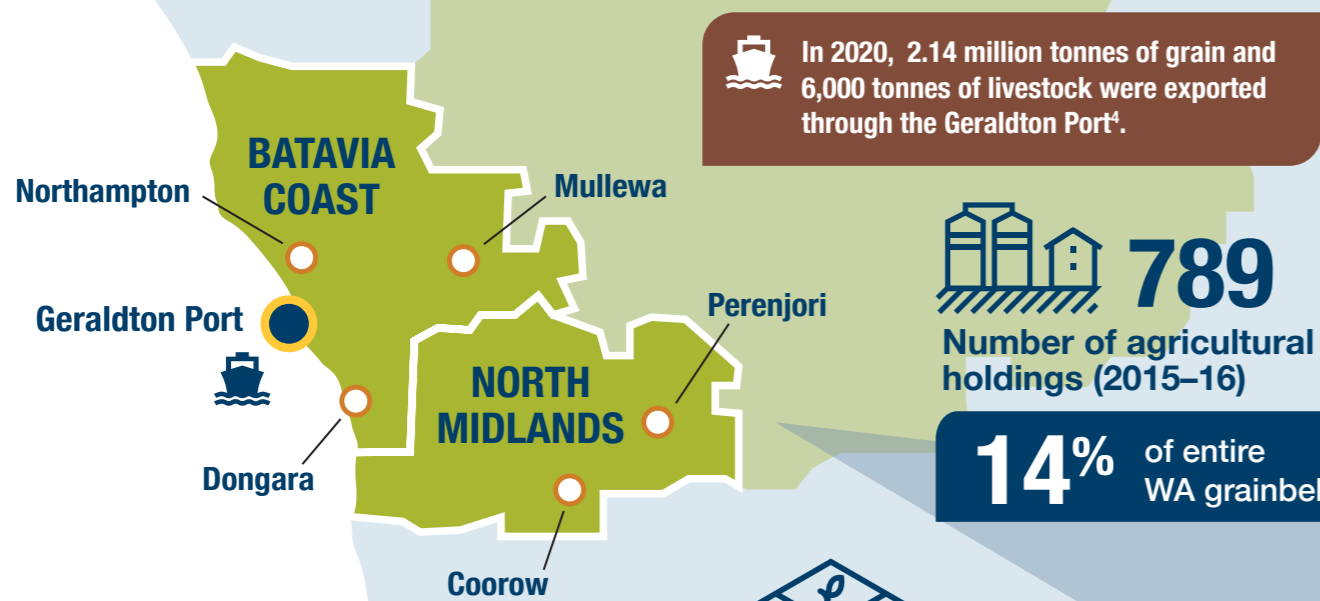 In 2020, 2.14 million tonnes of grain and
6,000 tonnes of livestock were exported
through the Geraldton Port⁴.
BATAVIA
COAST
Northampton
Mullewa
Geraldton Port
Perenjori
NORTH
MIDLANDS
Dongara
Coorow
789
Number of agricultural
holdings (2015–16)
14%
of entire
WA grainbel